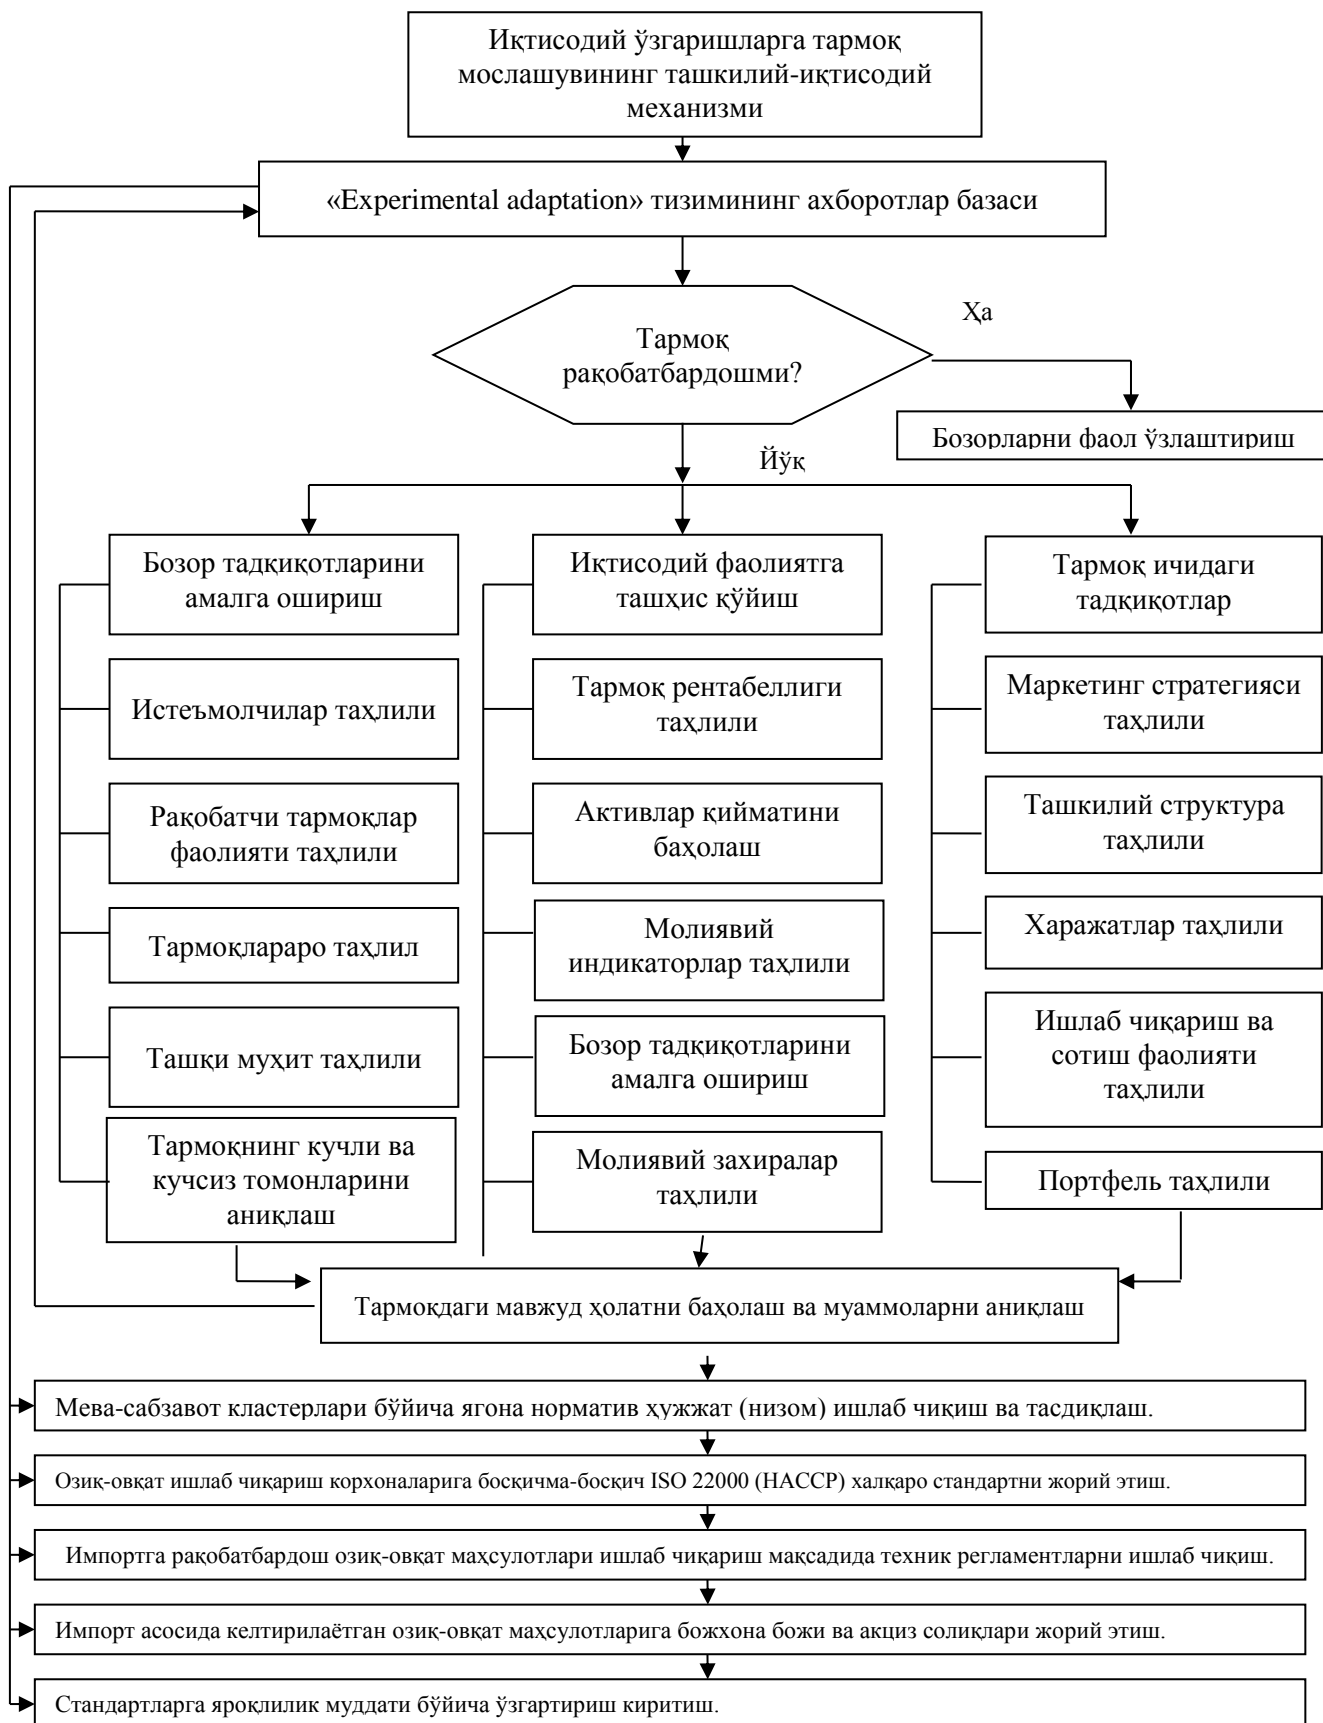 Иқтисодий ўзгаришларга тармоқ
мослашувининг ташкилий-иқтисодий
механизми
«Experimental adaptation» тизимининг ахборотлар базаси
Ҳа
Тармоқ
рақобатбардошми?
Бозорларни фаол ўзлаштириш
Йўқ
Бозор тадқиқотларини
амалга ошириш
Истеъмолчилар таҳлили
Рақобатчи тармоқлар
фаолияти таҳлили
Тармоқлараро таҳлил
Ташқи муҳит таҳлили
Тармоқнинг кучли ва
кучсиз томонларини
аниқлаш
Иқтисодий фаолиятга
ташҳис қўйиш
Тармоқ рентабеллиги
таҳлили
Активлар қийматини
баҳолаш
Молиявий
индикаторлар таҳлили
Бозор тадқиқотларини
амалга ошириш
Молиявий захиралар
таҳлили
Тармоқ ичидаги
тадқиқотлар
Маркетинг стратегияси
таҳлили
Ташкилий структура
таҳлили
Харажатлар таҳлили
Ишлаб чиқариш ва
сотиш фаолияти
таҳлили
Портфель таҳлили
Тармоқдаги мавжуд ҳолатни баҳолаш ва муаммоларни аниқлаш
Мева-сабзавот кластерлари бўйича ягона норматив ҳужжат (низом) ишлаб чиқиш ва тасдиқлаш.
Озиқ-овқат ишлаб чиқариш корхоналарига босқичма-босқич ISO 22000 (НАССР) халқаро стандартни жорий этиш.
Импортга рақобатбардош озиқ-овқат маҳсулотлари ишлаб чиқариш мақсадида техник регламентларни ишлаб чиқиш.
Импорт асосида келтирилаётган озиқ-овқат маҳсулотларига божхона божи ва акциз солиқлари жорий этиш.
Стандартларга яроқлилик муддати бўйича ўзгартириш киритиш.